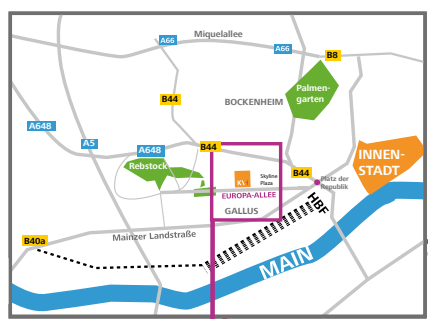 Miquelallee
A66
A66
B8
B44
Palmen-
garten
BOCKENHEIM
A648
A5
A648
B44
INNEN-
STADT
Rebstock
B44
Skyline
Plaza
Platz der
Republik
EUROPA-ALLEE
GALLUS
HBF
Mainzer Landstraße
B40a
MAIN